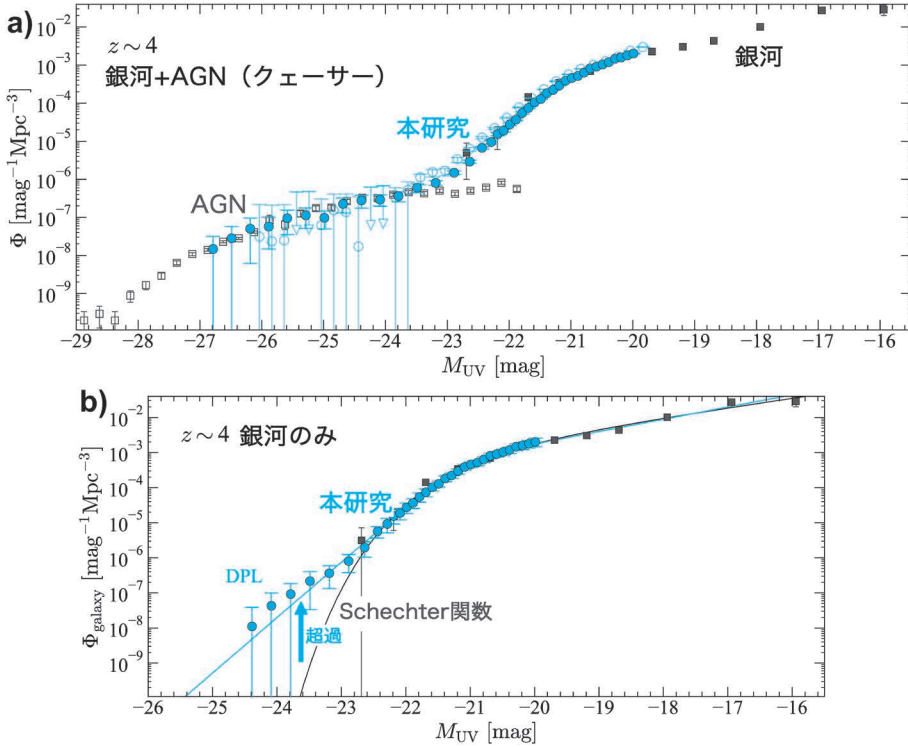 a)
z∼4
銀河+AGN（クェーサー）
銀河
本研究
AGN
Φ [mag⁻¹Mpc⁻³]
10⁻²
10⁻³
10⁻⁴
10⁻⁵
10⁻⁶
10⁻⁷
10⁻⁸
10⁻⁹
−29 −28 −27 −26 −25 −24 −23 −22 −21 −20 −19 −18 −17 −16
M_UV [mag]
b)
z∼4 銀河のみ
本研究
DPL
Schechter関数
超過
Φ_galaxy [mag⁻¹Mpc⁻³]
10⁻²
10⁻³
10⁻⁴
10⁻⁵
10⁻⁶
10⁻⁷
10⁻⁸
10⁻⁹
−26 −25 −24 −23 −22 −21 −20 −19 −18 −17 −16
M_UV [mag]